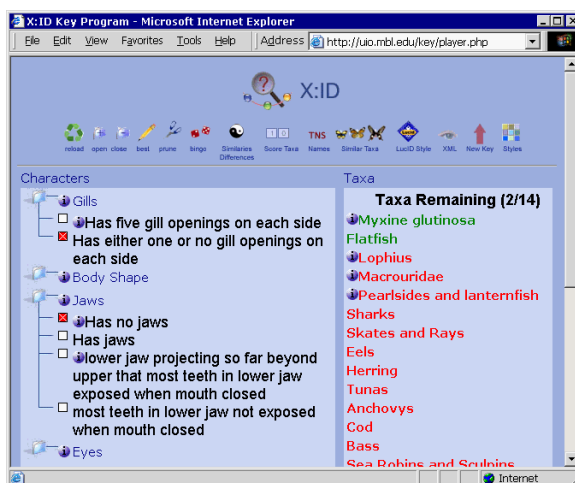 X:ID Key Program - Microsoft Internet Explorer
File Edit View Favorites Tools Help Address http://uio.mbl.edu/key/player.php
X:ID
reload open close best prune bingo Similarities Differences Score Taxa TNS Names Similar Taxa LucID Style XML New Key Styles
Characters
Gills
Has five gill openings on each side
Has either one or no gill openings on
each side
Body Shape
Jaws
Has no jaws
Has jaws
lower jaw projecting so far beyond
upper that most teeth in lower jaw
exposed when mouth closed
most teeth in lower jaw not exposed
when mouth closed
Eyes
Taxa
Taxa Remaining (2/14)
Myxine glutinosa
Flatfish
Lophius
Macrouridae
Pearlsides and lanternfish
Sharks
Skates and Rays
Eels
Herring
Tunas
Anchovys
Cod
Bass
Sea Robins and Sculpins
Internet